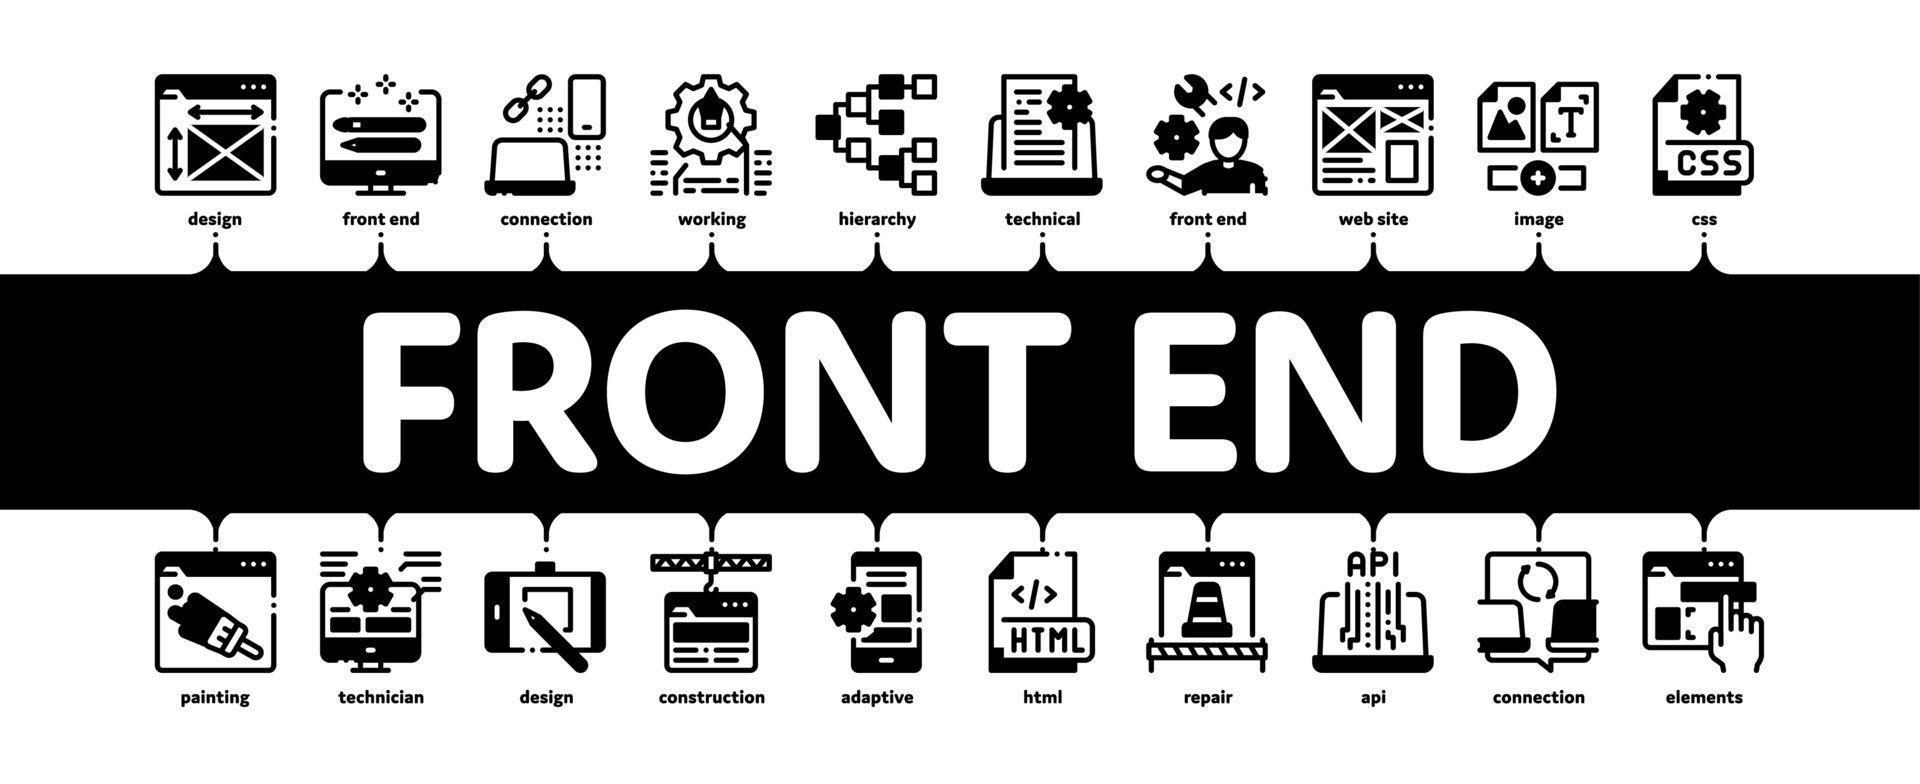 </>
T
CSS
design front end connection working hierarchy technical front end web site image css
FRONT END
API
</>
HTML
painting technician design construction adaptive html repair api connection elements